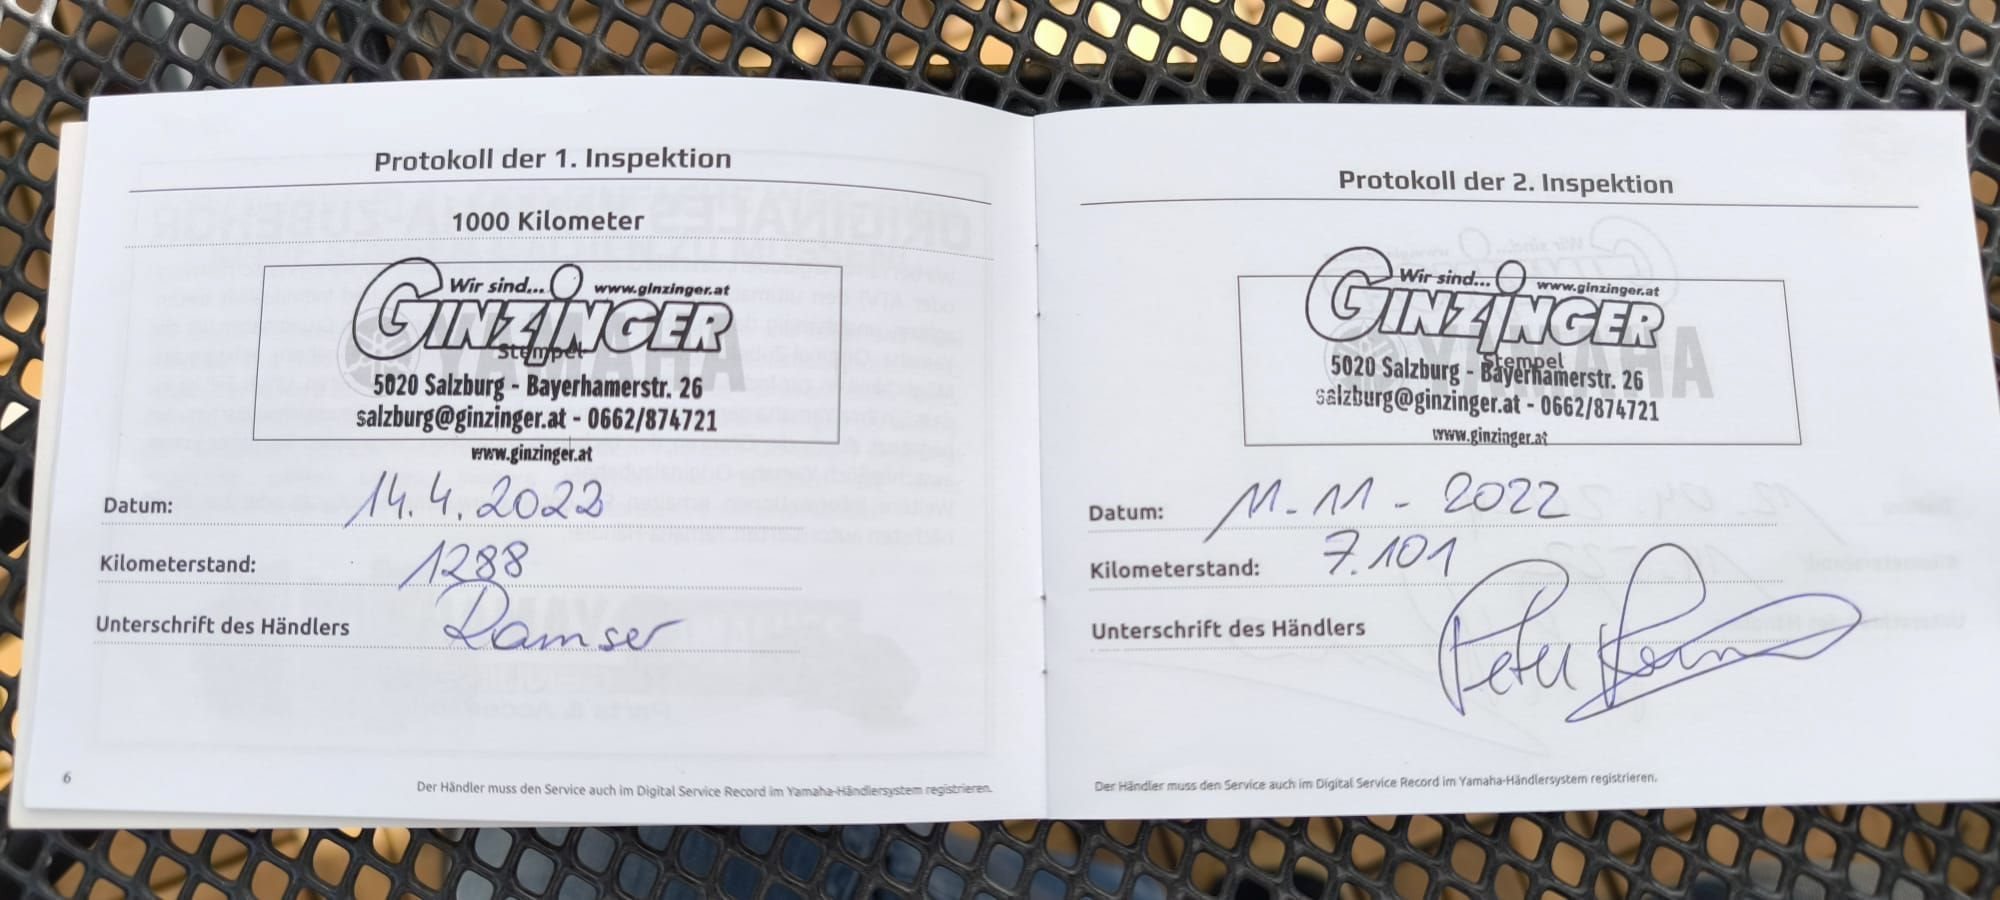 Protokoll der 1. Inspektion
1000 Kilometer
Wir sind... www.ginzinger.at
GINZINGER
YAMAHA
Stempel
5020 Salzburg - Bayerhamerstr. 26
salzburg@ginzinger.at - 0662/874721
www.ginzinger.at
Datum: 14.4.2022
Kilometerstand: 1288
Unterschrift des Händlers Ramser
6
Der Händler muss den Service auch im Digital Service Record im Yamaha-Händlersystem registrieren.
Protokoll der 2. Inspektion
Wir sind... www.ginzinger.at
GINZINGER
YAMAHA
Stempel
5020 Salzburg - Bayerhamerstr. 26
salzburg@ginzinger.at - 0662/874721
www.ginzinger.at
Datum: 11.11-2022
Kilometerstand: 7.101
Unterschrift des Händlers Peter
Der Händler muss den Service auch im Digital Service Record im Yamaha-Händlersystem registrieren.